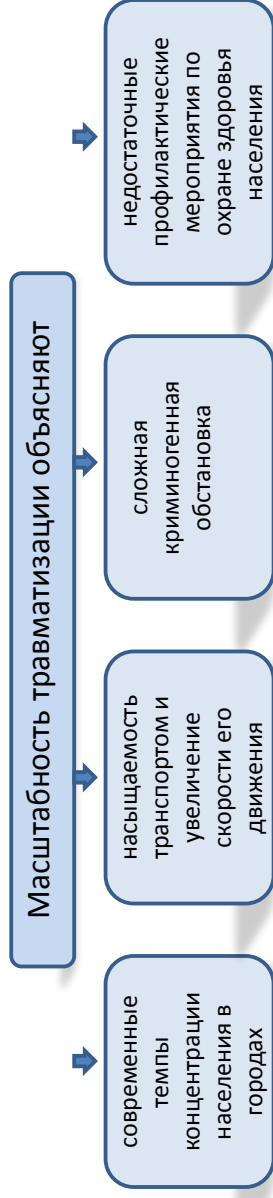 Масштабность травматизации объясняют
современные
темпы
концентрации
населения в
городах
насыщаемость
транспортом и
увеличение
скорости его
движения
сложная
криминогенная
обстановка
недостаточные
профилактические
мероприятия по
охране здоровья
населения